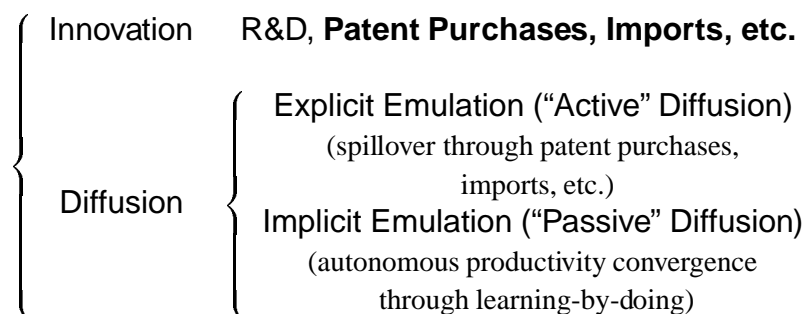 Innovation R&D, Patent Purchases, Imports, etc.
Explicit Emulation (“Active” Diffusion)
(spillover through patent purchases,
imports, etc.)
Diffusion
Implicit Emulation (“Passive” Diffusion)
(autonomous productivity convergence
through learning-by-doing)